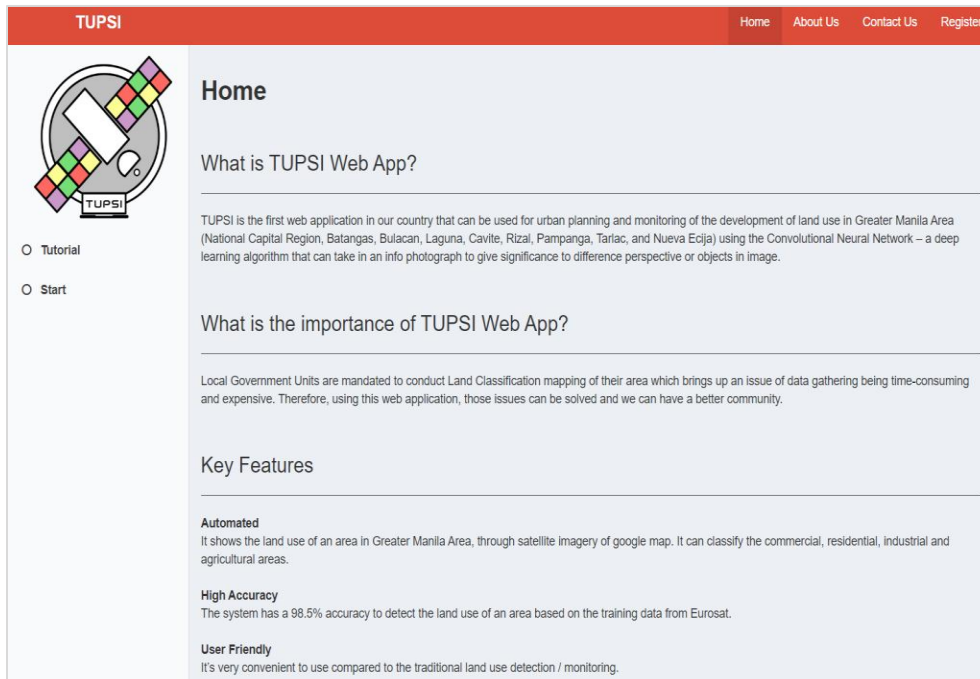 TUPSI
Home
About Us
Contact Us
Register
TUPSI
Tutorial
Start
Home
What is TUPSI Web App?
TUPSI is the first web application in our country that can be used for urban planning and monitoring of the development of land use in Greater Manila Area
(National Capital Region, Batangas, Bulacan, Laguna, Cavite, Rizal, Pampanga, Tarlac, and Nueva Ecija) using the Convolutional Neural Network – a deep
learning algorithm that can take in an info photograph to give significance to difference perspective or objects in image.
What is the importance of TUPSI Web App?
Local Government Units are mandated to conduct Land Classification mapping of their area which brings up an issue of data gathering being time-consuming
and expensive. Therefore, using this web application, those issues can be solved and we can have a better community.
Key Features
Automated
It shows the land use of an area in Greater Manila Area, through satellite imagery of google map. It can classify the commercial, residential, industrial and
agricultural areas.
High Accuracy
The system has a 98.5% accuracy to detect the land use of an area based on the training data from Eurosat.
User Friendly
It's very convenient to use compared to the traditional land use detection / monitoring.